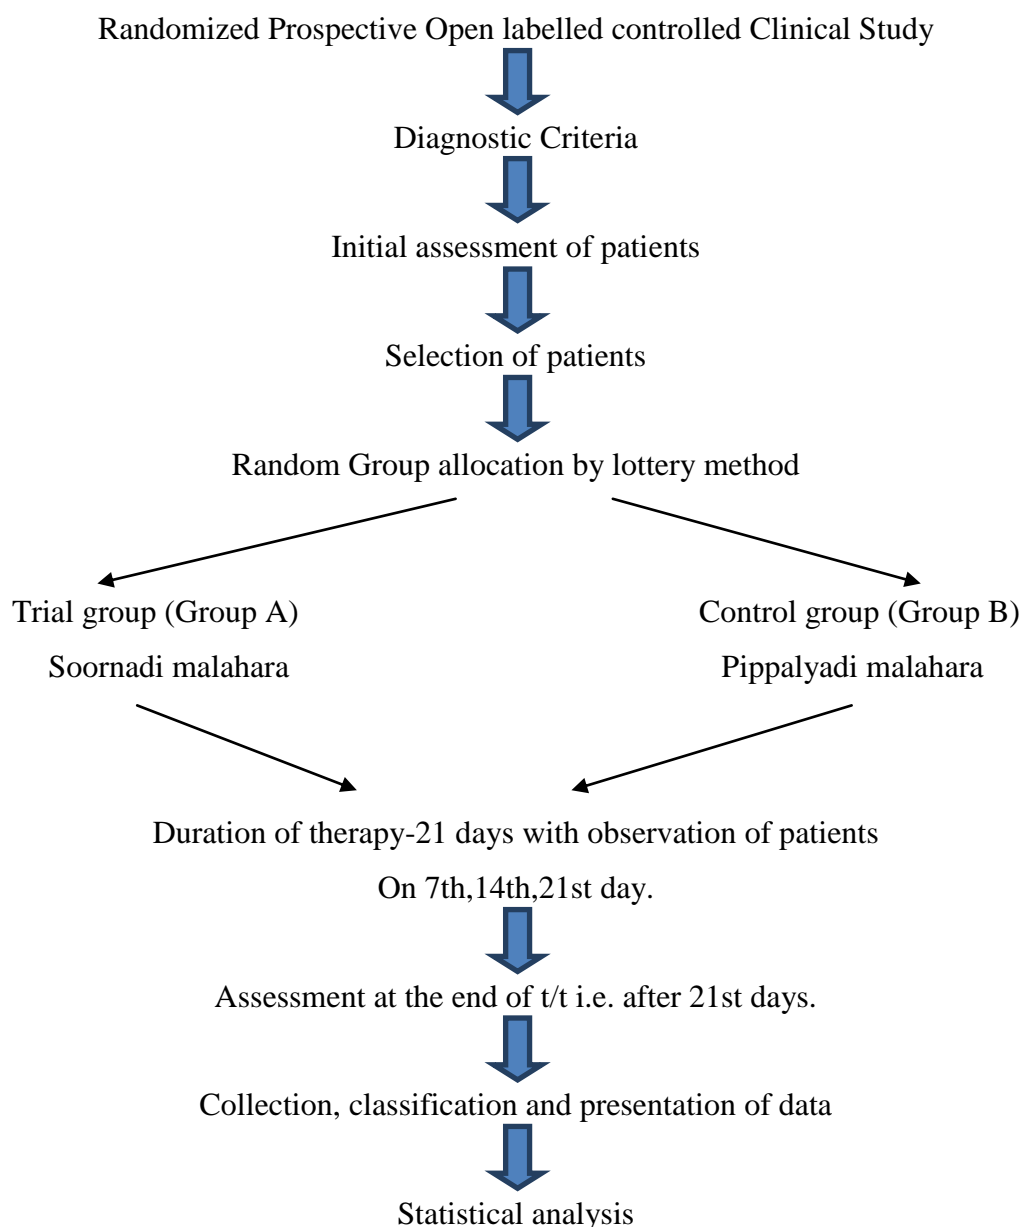 Randomized Prospective Open labelled controlled Clinical Study
Diagnostic Criteria
Initial assessment of patients
Selection of patients
Random Group allocation by lottery method
Trial group (Group A)
Soornadi malahara
Control group (Group B)
Pippalyadi malahara
Duration of therapy-21 days with observation of patients
On 7th,14th,21st day.
Assessment at the end of t/t i.e. after 21st days.
Collection, classification and presentation of data
Statistical analysis